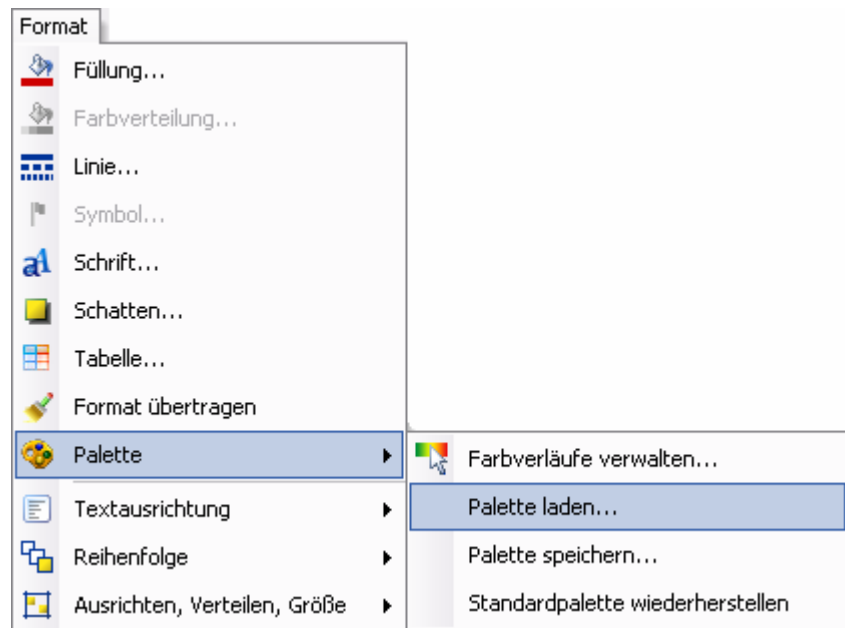 Format
Füllung...
Farbverteilung...
Linie...
Symbol...
Schrift...
Schatten...
Tabelle...
Format übertragen
Palette
Textausrichtung
Reihenfolge
Ausrichten, Verteilen, Größe
Farbverläufe verwalten...
Palette laden...
Palette speichern...
Standardpalette wiederherstellen